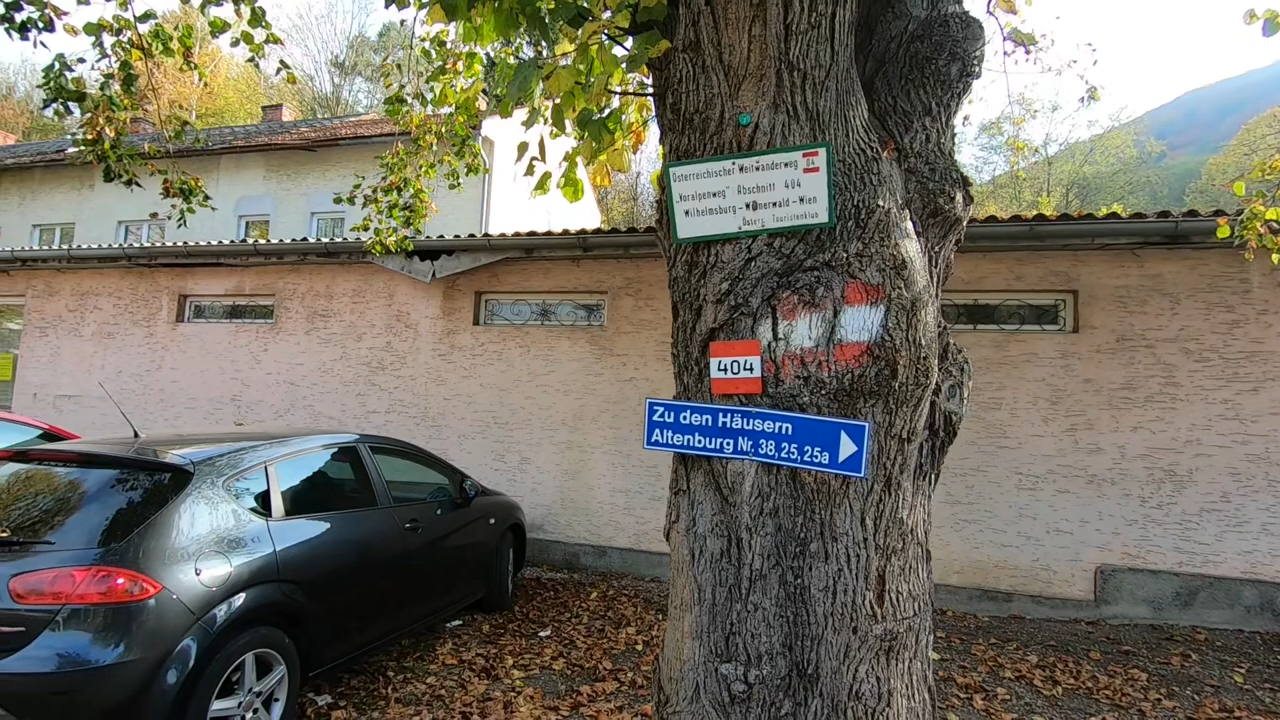 Österreichischer Weitwanderweg 04
„Voralpenweg" Abschnitt 404
Wilhelmsburg-Wienerwald-Wien
Österr. Touristenklub
404
Zu den Häusern
Altenburg Nr. 38, 25, 25a